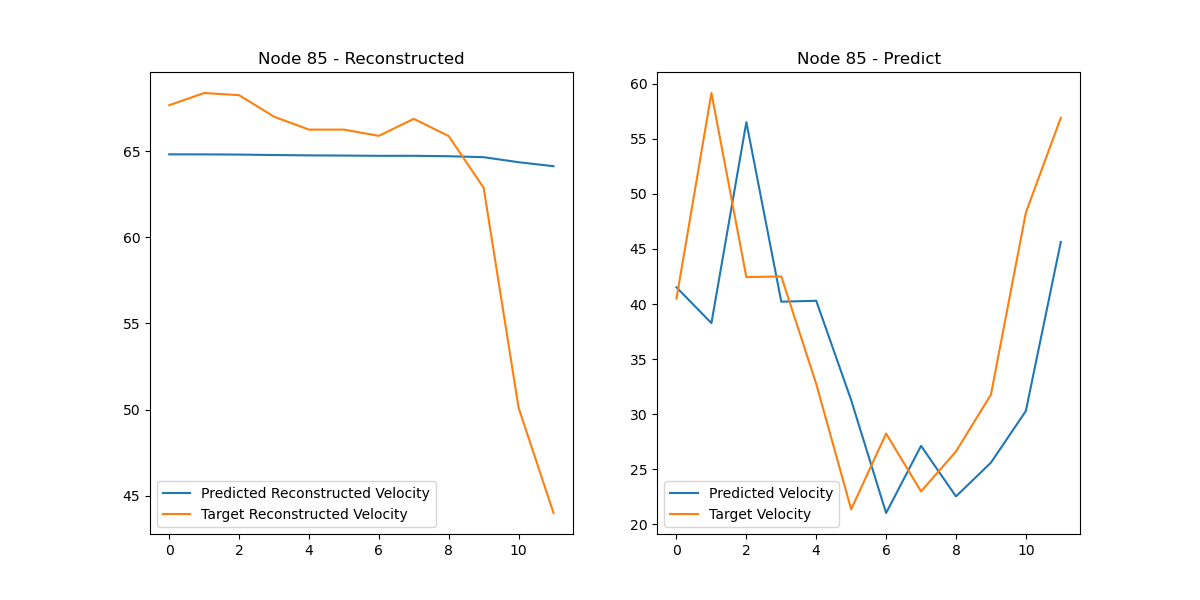 Node 85 - Reconstructed
65
60
55
50
45
0 2 4 6 8 10
Predicted Reconstructed Velocity
Target Reconstructed Velocity
Node 85 - Predict
60
55
50
45
40
35
30
25
20
0 2 4 6 8 10
Predicted Velocity
Target Velocity